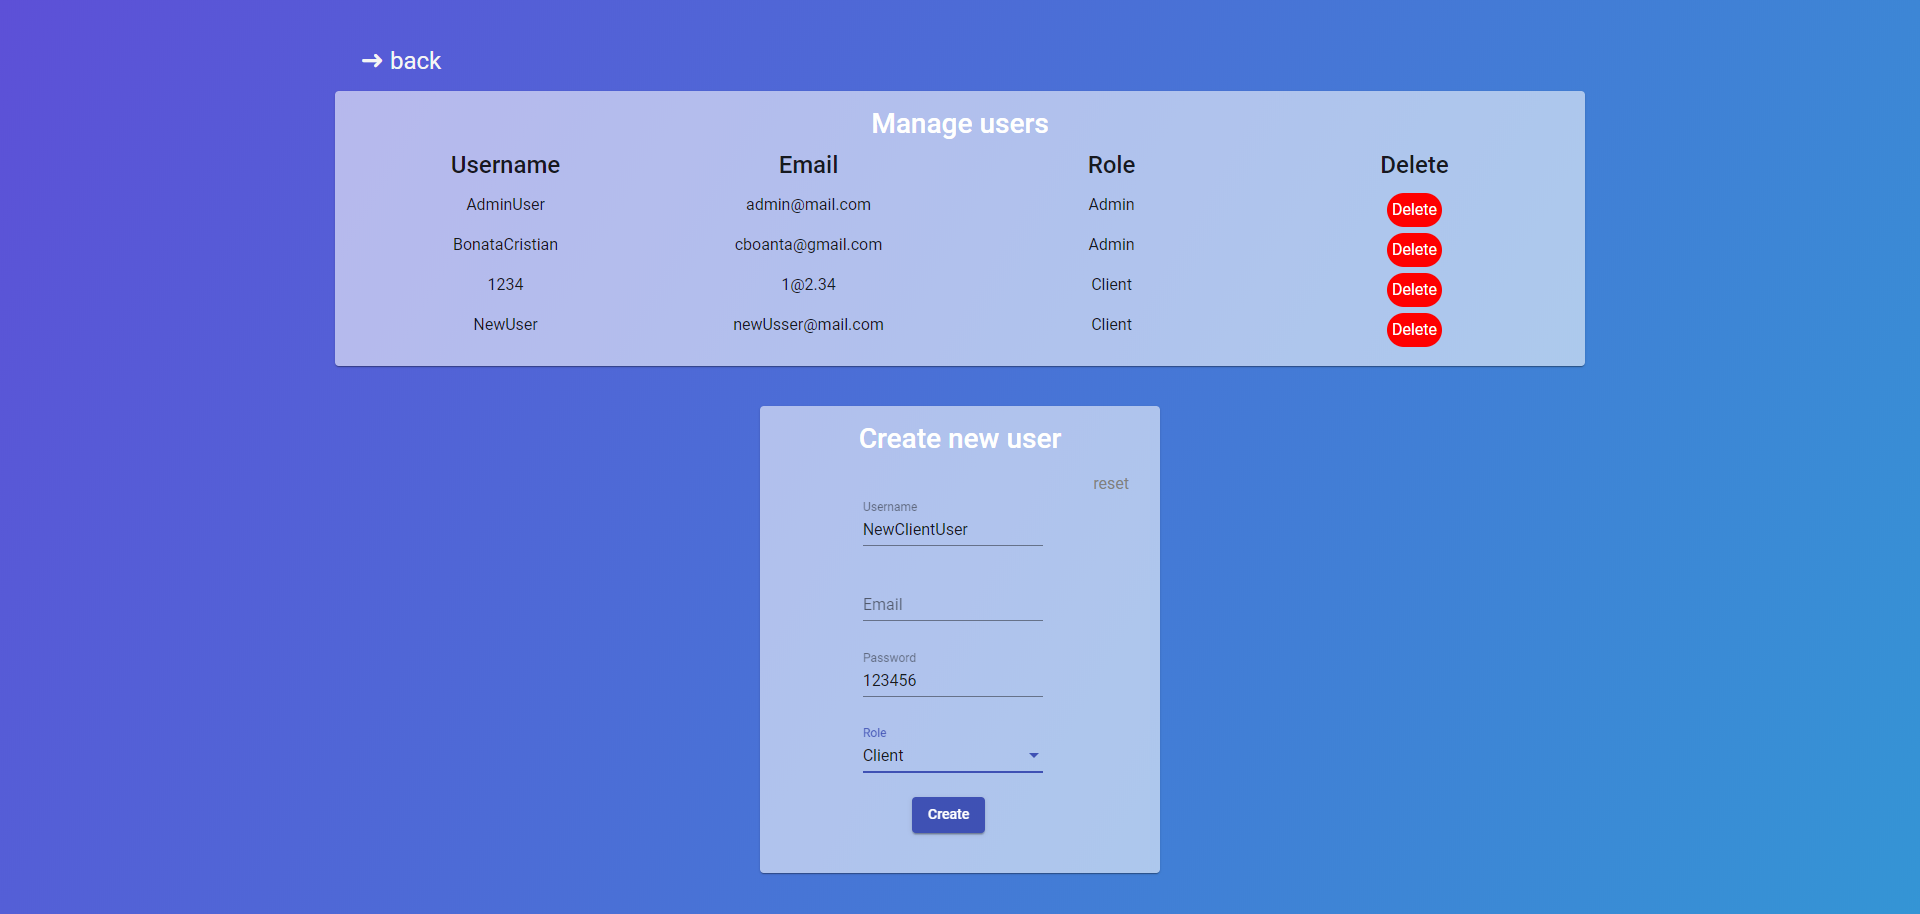 ➔ back
Manage users
Username Email Role Delete
AdminUser admin@mail.com Admin Delete
BonataCristian cboanta@gmail.com Admin Delete
1234 1@2.34 Client Delete
NewUser newUsser@mail.com Client Delete
Create new user
reset
Username
NewClientUser
Email
Password
123456
Role
Client
Create